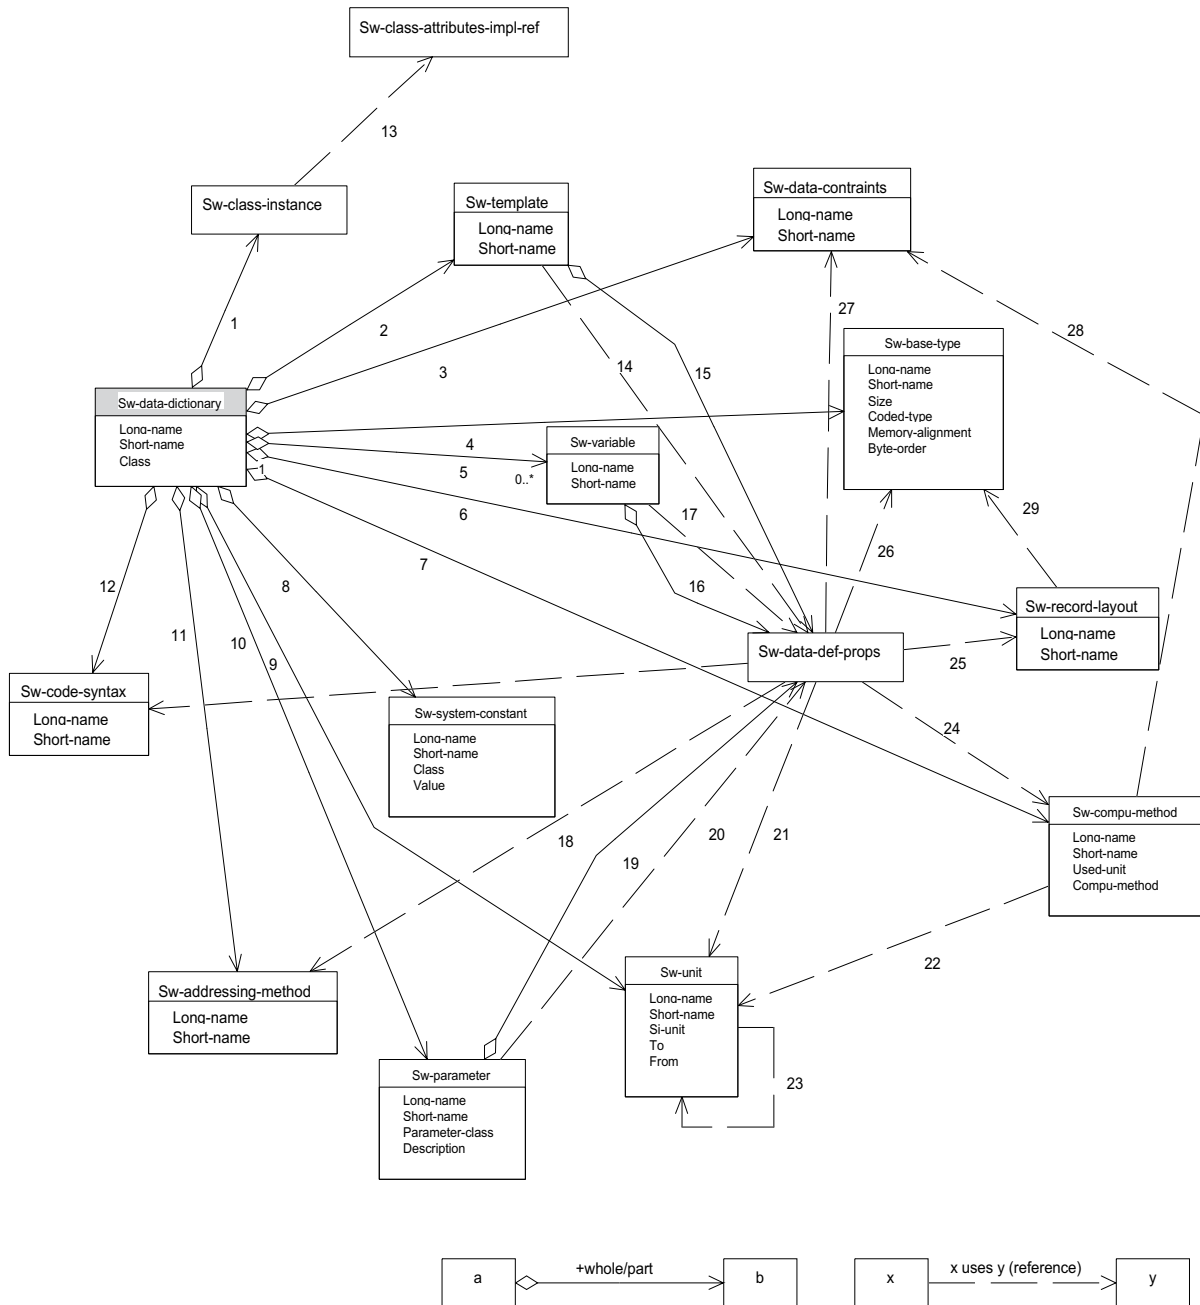 Sw-class-attributes-impl-ref
13
Sw-class-instance
Sw-template
Long-name
Short-name
Sw-data-contraints
Long-name
Short-name
1
2
3
14
15
27
28
Sw-base-type
Long-name
Short-name
Size
Coded-type
Memory-alignment
Byte-order
Sw-data-dictionary
Long-name
Short-name
Class
1
4
5
6
0..*
Sw-variable
Long-name
Short-name
17
26
29
12
11
10
9
8
7
16
Sw-record-layout
Long-name
Short-name
Sw-data-def-props
25
Sw-code-syntax
Long-name
Short-name
Sw-system-constant
Long-name
Short-name
Class
Value
24
Sw-compu-method
Long-name
Short-name
Used-unit
Compu-method
18
19
20
21
22
Sw-addressing-method
Long-name
Short-name
Sw-unit
Long-name
Short-name
Si-unit
To
From
23
Sw-parameter
Long-name
Short-name
Parameter-class
Description
a
+whole/part
b
x
x uses y (reference)
y